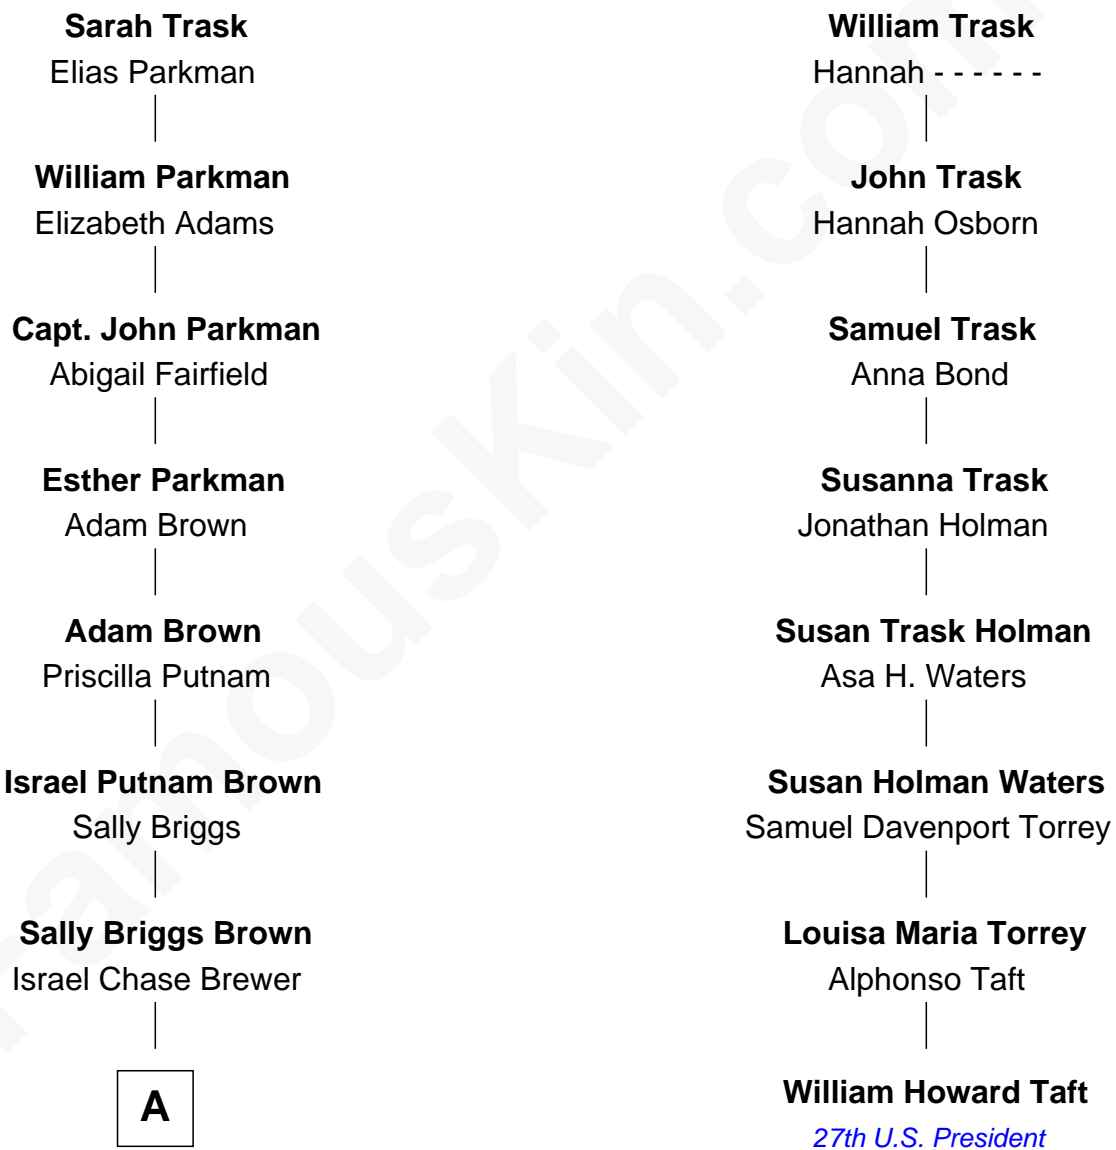 Sarah Trask
Elias Parkman
William Parkman
Elizabeth Adams
Capt. John Parkman
Abigail Fairfield
Esther Parkman
Adam Brown
Adam Brown
Priscilla Putnam
Israel Putnam Brown
Sally Briggs
Sally Briggs Brown
Israel Chase Brewer
A
William Trask
Hannah - - - - - -
John Trask
Hannah Osborn
Samuel Trask
Anna Bond
Susanna Trask
Jonathan Holman
Susan Trask Holman
Asa H. Waters
Susan Holman Waters
Samuel Davenport Torrey
Louisa Maria Torrey
Alphonso Taft
William Howard Taft
27th U.S. President
FamousKin.com